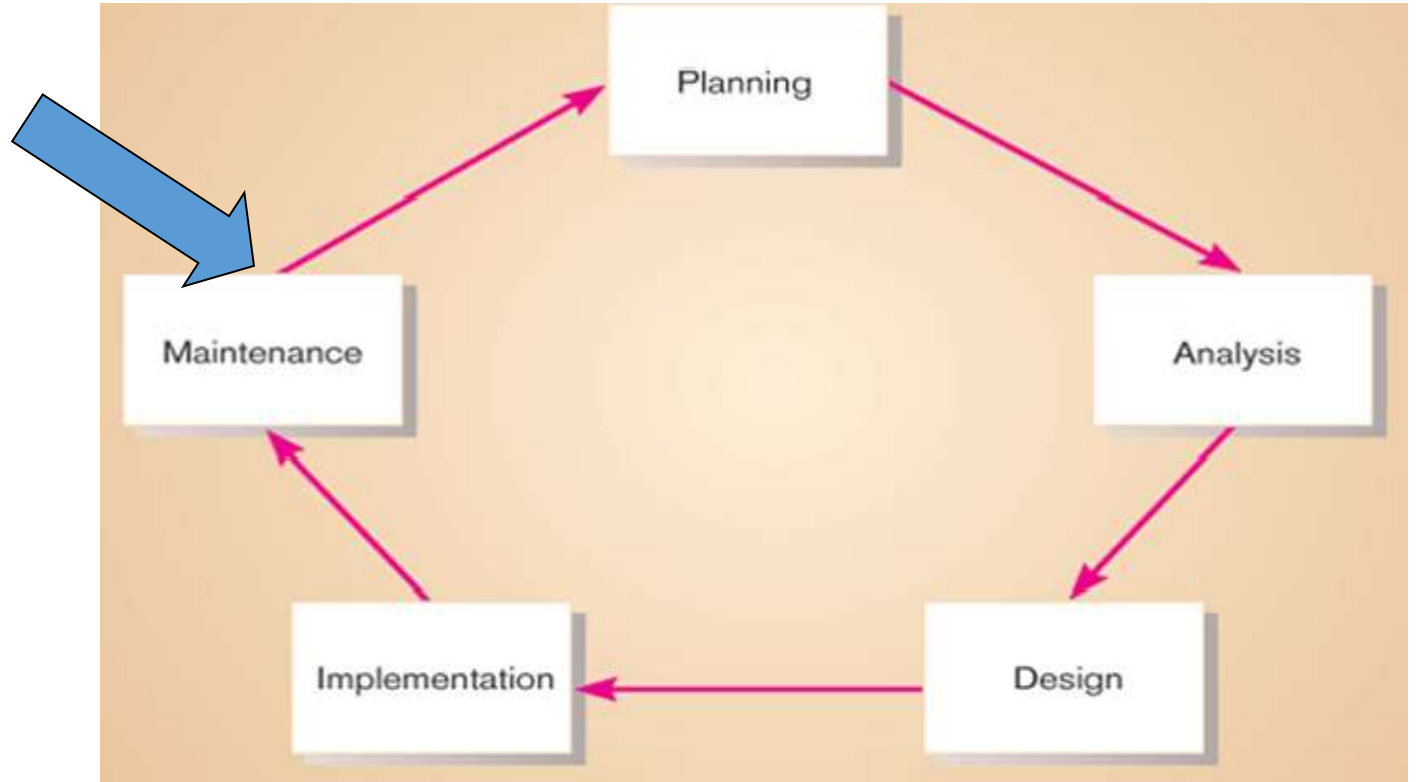 Planning
Maintenance
Analysis
Implementation
Design